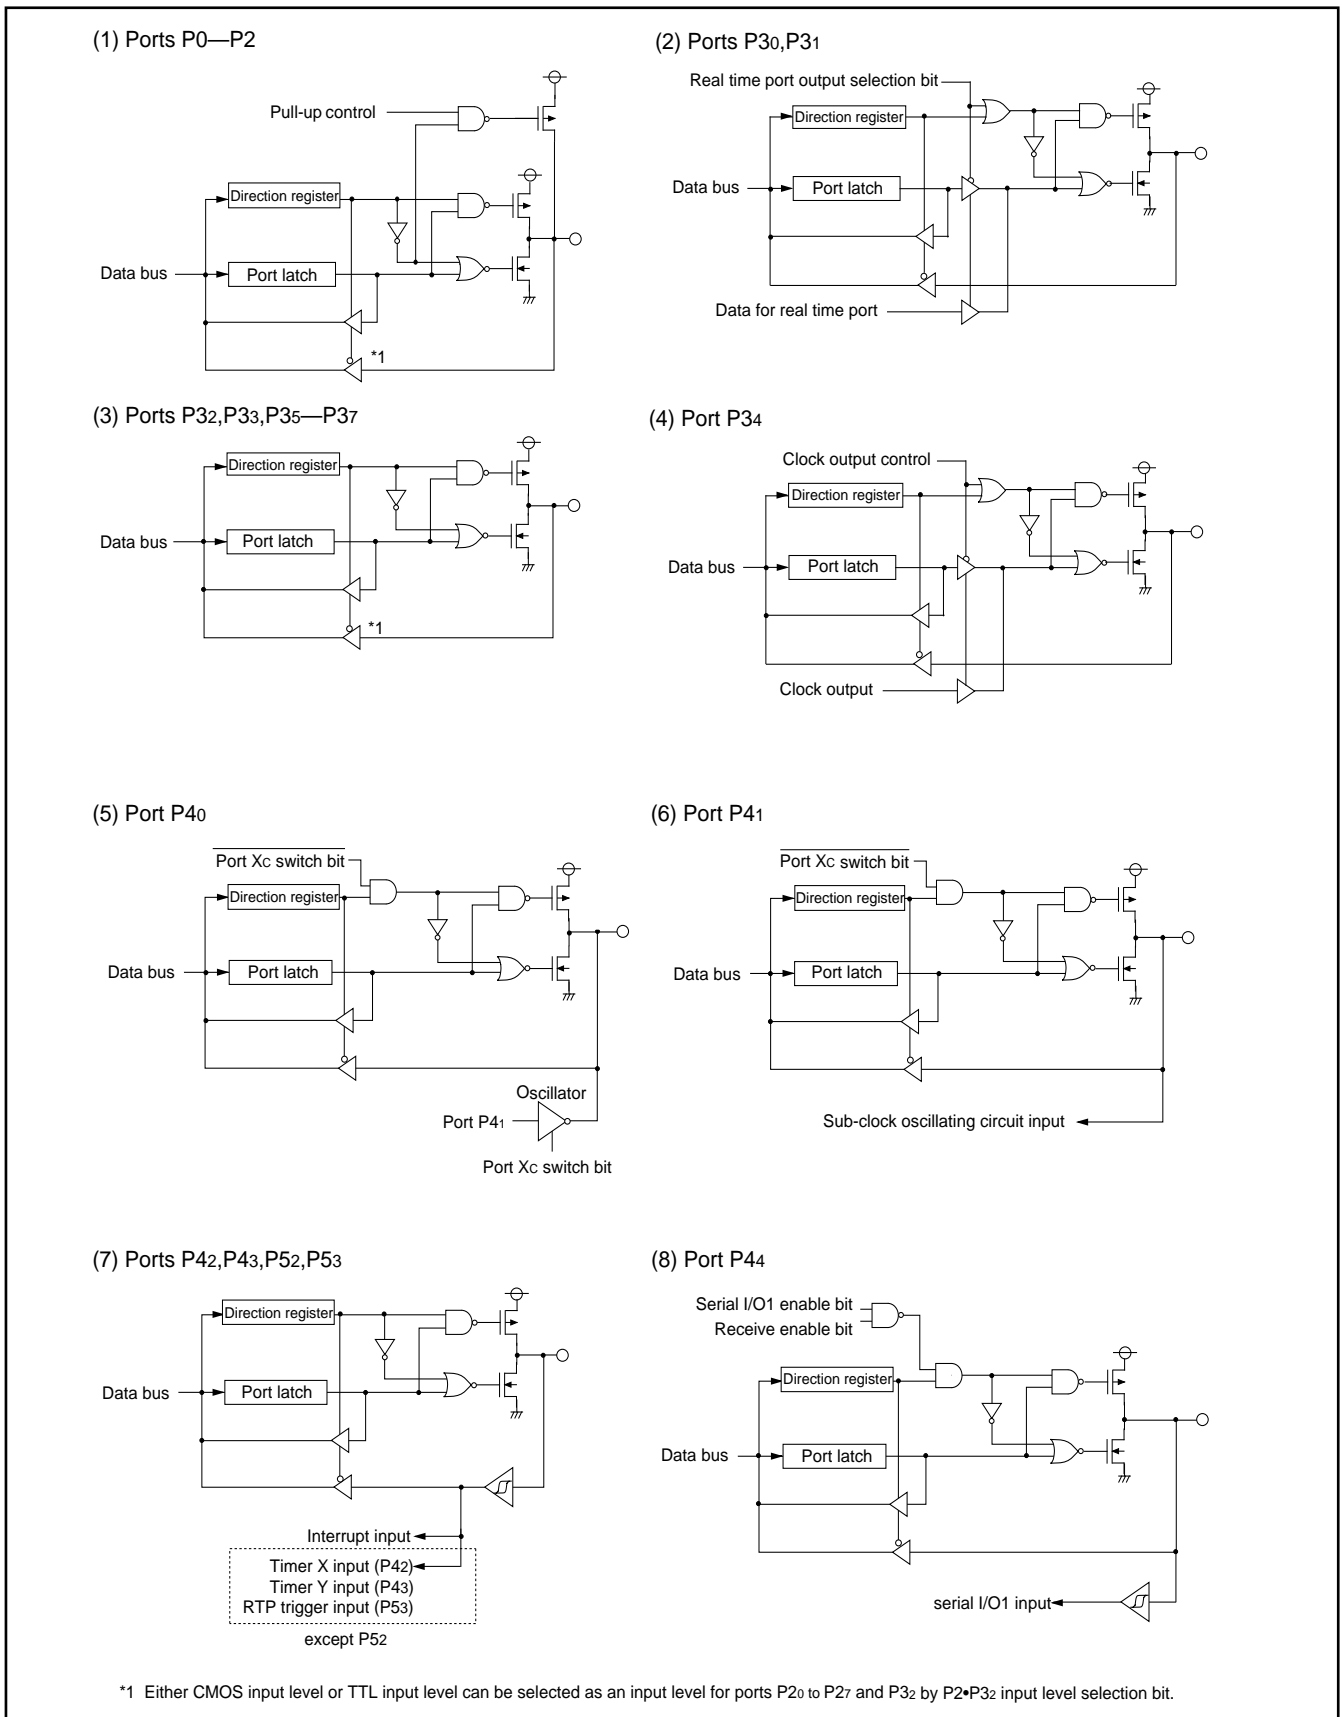 (1) Ports P0—P2
Pull-up control
Direction register
Data bus
Port latch
*1
(2) Ports P30,P31
Real time port output selection bit
Direction register
Data bus
Port latch
Data for real time port
(3) Ports P32,P33,P35—P37
Direction register
Data bus
Port latch
*1
(4) Port P34
Clock output control
Direction register
Data bus
Port latch
Clock output
(5) Port P40
Port XC switch bit
Direction register
Data bus
Port latch
Oscillator
Port P41
Port XC switch bit
(6) Port P41
Port XC switch bit
Direction register
Data bus
Port latch
Sub-clock oscillating circuit input
(7) Ports P42,P43,P52,P53
Direction register
Data bus
Port latch
Interrupt input
Timer X input (P42)
Timer Y input (P43)
RTP trigger input (P53)
except P52
(8) Port P44
Serial I/O1 enable bit
Receive enable bit
Direction register
Data bus
Port latch
serial I/O1 input
*1 Either CMOS input level or TTL input level can be selected as an input level for ports P20 to P27 and P32 by P2•P32 input level selection bit.